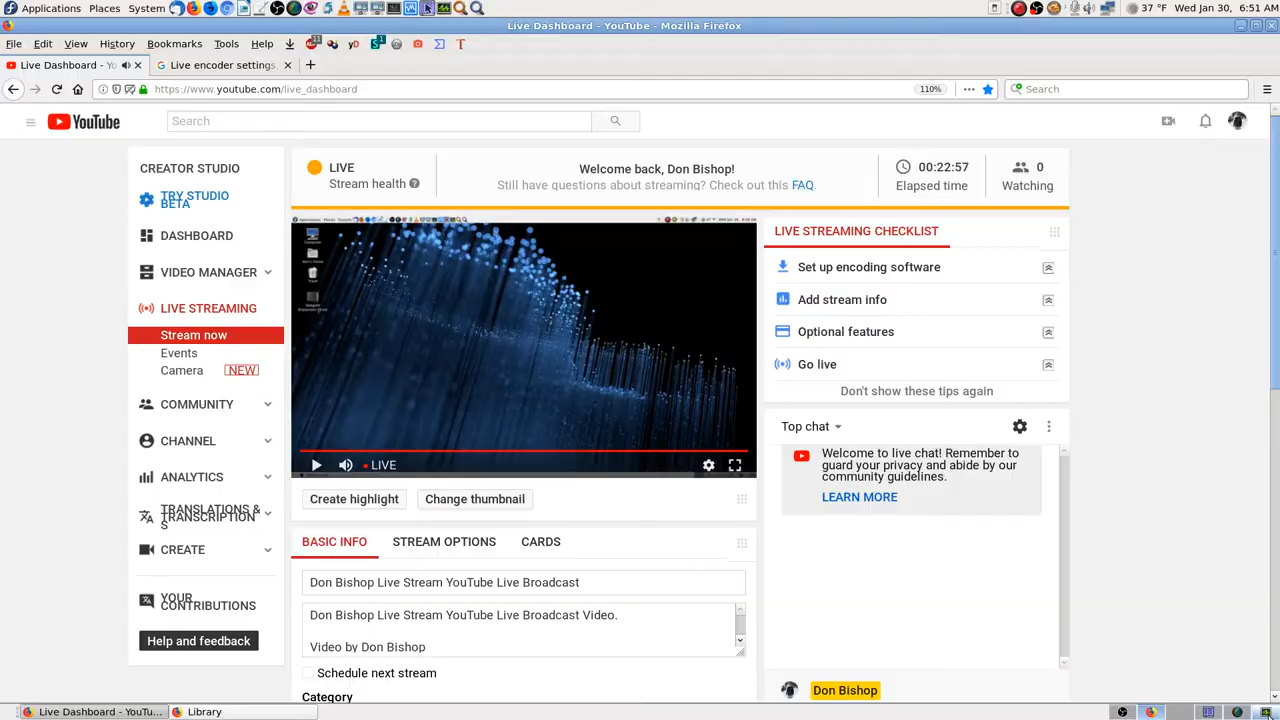 Applications Places System
37 °F Wed Jan 30, 6:51 AM
Live Dashboard - YouTube - Mozilla Firefox
File Edit View History Bookmarks Tools Help
Live Dashboard - Yo
Live encoder settings,
https://www.youtube.com/live_dashboard
110%
Search
YouTube
Search
CREATOR STUDIO
TRY STUDIO
BETA
DASHBOARD
VIDEO MANAGER
LIVE STREAMING
Stream now
Events
Camera NEW
COMMUNITY
CHANNEL
ANALYTICS
TRANSLATIONS &
TRANSCRIPTION
S
CREATE
YOUR
CONTRIBUTIONS
Help and feedback
LIVE
Stream health
Welcome back, Don Bishop!
Still have questions about streaming? Check out this FAQ.
00:22:57
Elapsed time
0
Watching
LIVE
Create highlight
Change thumbnail
BASIC INFO
STREAM OPTIONS
CARDS
Don Bishop Live Stream YouTube Live Broadcast
Don Bishop Live Stream YouTube Live Broadcast Video.
Video by Don Bishop
Schedule next stream
Category
LIVE STREAMING CHECKLIST
Set up encoding software
Add stream info
Optional features
Go live
Don't show these tips again
Top chat
Welcome to live chat! Remember to
guard your privacy and abide by our
community guidelines.
LEARN MORE
Don Bishop
Live Dashboard - YouTu...
Library